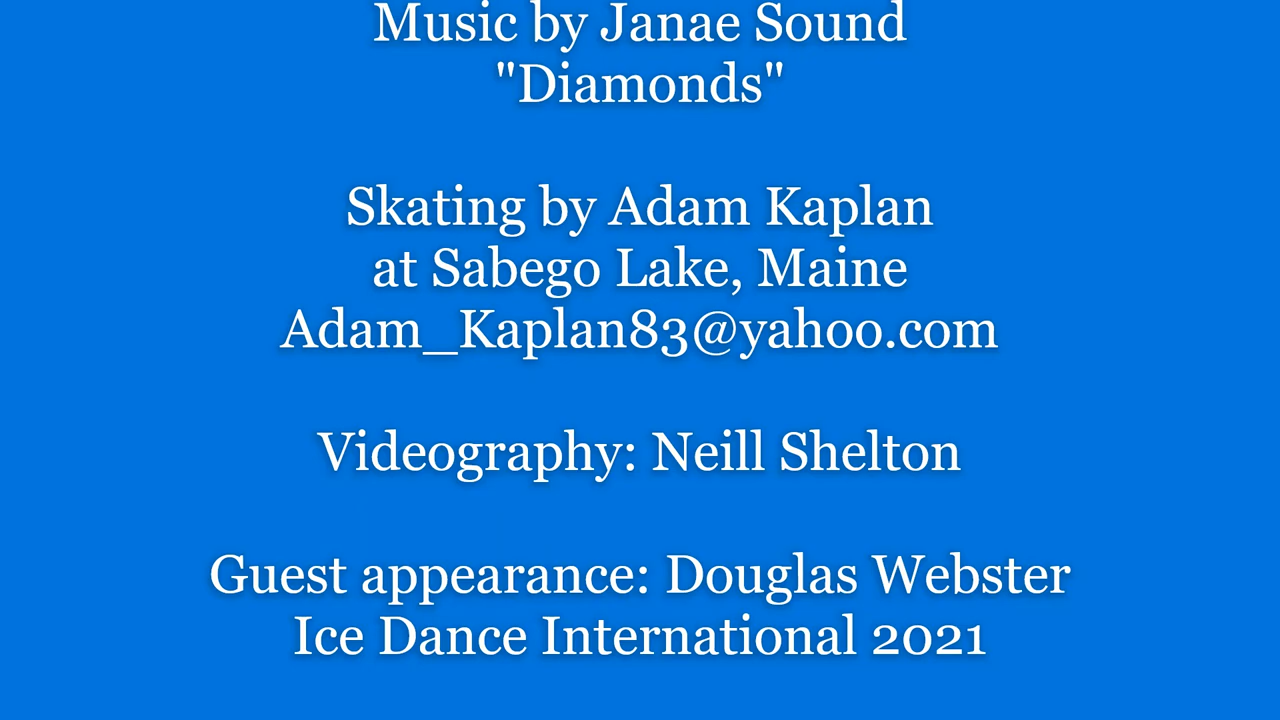 Music by Janae Sound
"Diamonds"
Skating by Adam Kaplan
at Sabego Lake, Maine
Adam_Kaplan83@yahoo.com
Videography: Neill Shelton
Guest appearance: Douglas Webster
Ice Dance International 2021